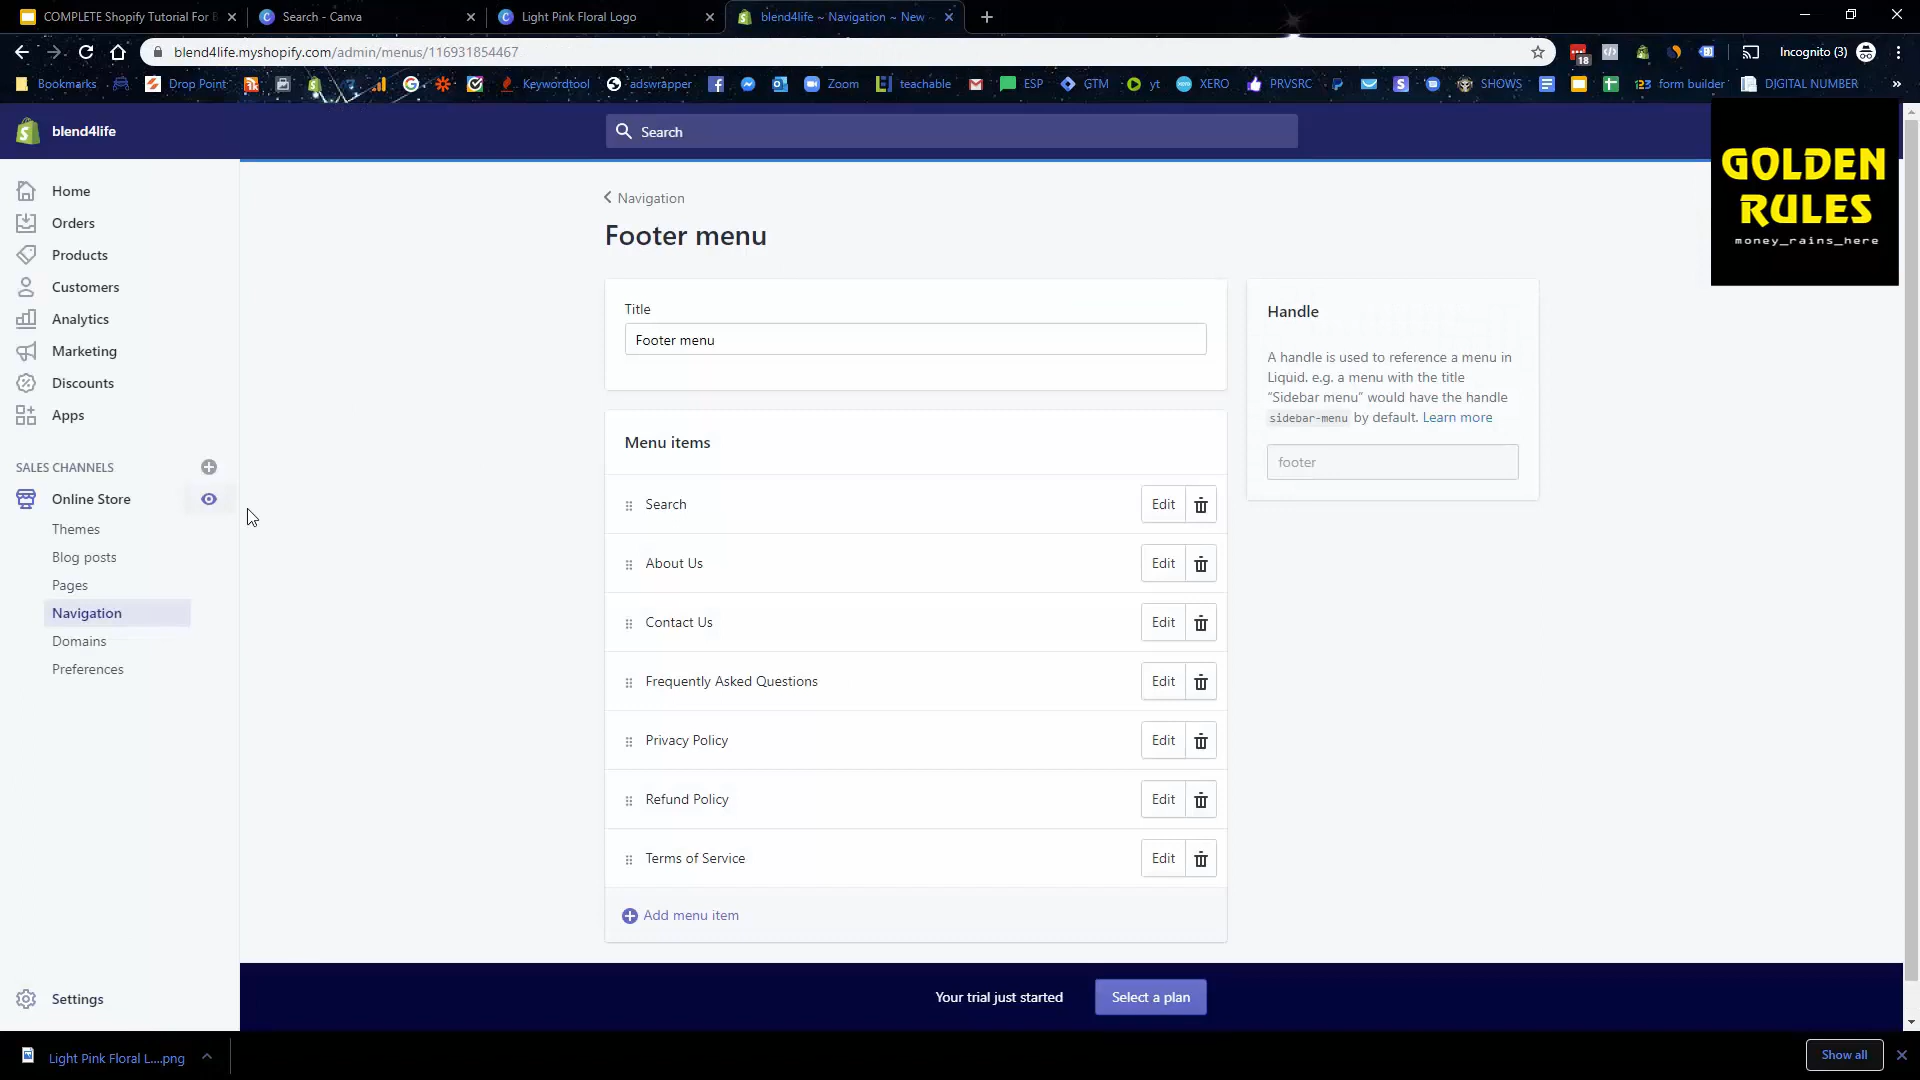 COMPLETE Shopify Tutorial For B
Search - Canva
Light Pink Floral Logo
blend4life ~ Navigation ~ New
blend4life.myshopify.com/admin/menus/116931854467
18
Incognito (3)
Bookmarks
Drop Point
Keywordtool
adswrapper
Zoom
teachable
ESP
GTM
yt
XERO
PRVSRC
SHOWS
123 form builder
DIGITAL NUMBER
blend4life
Search
GOLDEN
RULES
money_rains_here
Home
Orders
Products
Customers
Analytics
Marketing
Discounts
Apps
SALES CHANNELS
Online Store
Themes
Blog posts
Pages
Navigation
Domains
Preferences
Settings
Navigation
Footer menu
Title
Footer menu
Menu items
Search Edit
About Us Edit
Contact Us Edit
Frequently Asked Questions Edit
Privacy Policy Edit
Refund Policy Edit
Terms of Service Edit
Add menu item
Handle
A handle is used to reference a menu in
Liquid. e.g. a menu with the title
“Sidebar menu” would have the handle
sidebar-menu by default. Learn more
footer
Your trial just started
Select a plan
Light Pink Floral L....png
Show all